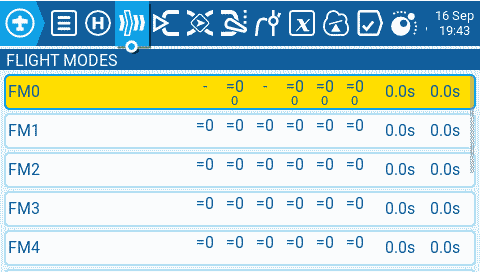 16 Sep
19:43
FLIGHT MODES
FM0 - =0 - =0 =0 =0 0.0s 0.0s
0 0 0 0
FM1 =0 =0 =0 =0 =0 =0 0.0s 0.0s
FM2 =0 =0 =0 =0 =0 =0 0.0s 0.0s
FM3 =0 =0 =0 =0 =0 =0 0.0s 0.0s
FM4 =0 =0 =0 =0 =0 =0 0.0s 0.0s